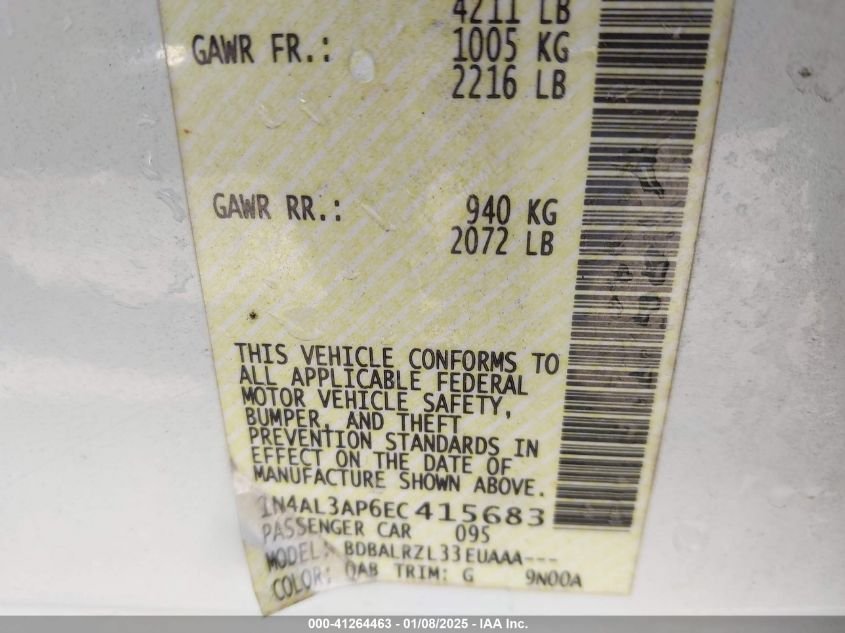 4211 LB
GAWR FR.: 1005 KG
2216 LB
GAWR RR.: 940 KG
2072 LB
THIS VEHICLE CONFORMS TO
ALL APPLICABLE FEDERAL
MOTOR VEHICLE SAFETY,
BUMPER, AND THEFT
PREVENTION STANDARDS IN
EFFECT ON THE DATE OF
MANUFACTURE SHOWN ABOVE.
1N4AL3AP6EC415683
PASSENGER CAR 095
MODEL: BDBALRZL33EUAAA---
COLOR: QAB TRIM: G 9N00A
000-41264463 - 01/08/2025 - IAA Inc.